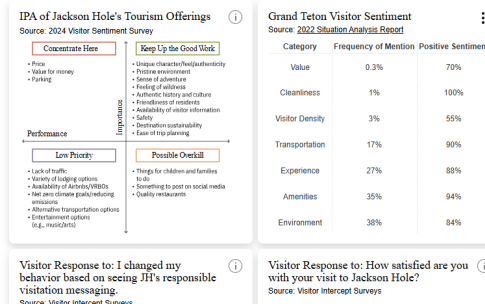 IPA of Jackson Hole's Tourism Offerings
Source: 2024 Visitor Sentiment Survey
Concentrate Here
• Price
• Value for money
• Parking
Keep Up the Good Work
• Unique character/feel/authenticity
• Pristine environment
• Sense of adventure
• Feeling of wildness
• Authentic history and culture
• Friendliness of residents
• Availability of visitor information
• Safety
• Destination sustainability
• Ease of trip planning
Importance
Performance
Low Priority
• Lack of traffic
• Variety of lodging options
• Availability of Airbnbs/VRBOs
• Net zero climate goals/reducing
emissions
• Alternative transportation options
• Entertainment options
(e.g., music/arts)
Possible Overkill
• Things for children and families
to do
• Something to post on social media
• Quality restaurants
Grand Teton Visitor Sentiment
Source: 2022 Situation Analysis Report
Category Frequency of Mention Positive Sentimen
Value 0.3% 70%
Cleanliness 1% 100%
Visitor Density 3% 55%
Transportation 17% 90%
Experience 27% 88%
Amenities 35% 94%
Environment 38% 84%
Visitor Response to: I changed my
behavior based on seeing JH's responsible
visitation messaging.
Source: Visitor Intercept Surveys
Visitor Response to: How satisfied are you
with your visit to Jackson Hole?
Source: Visitor Intercept Surveys